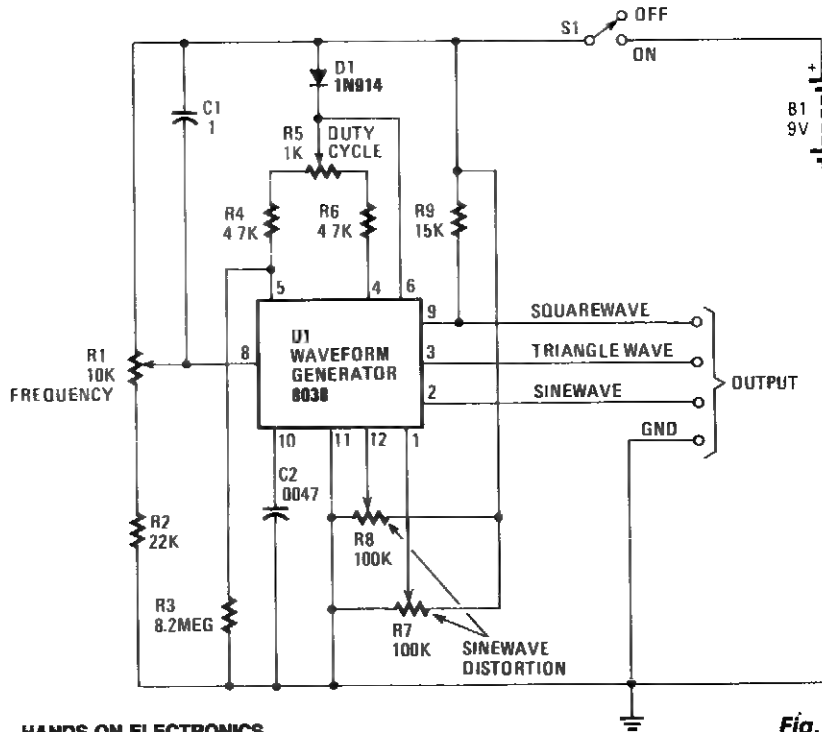 OFF
S1
ON
D1
1N914
+
B1
9V
C1
1
R5
1K
DUTY
CYCLE
R4
4.7K
R6
4.7K
R9
15K
5
4
6
9
SQUAREWAVE
R1
10K
FREQUENCY
8
U1
WAVEFORM
GENERATOR
8038
3
TRIANGLE WAVE
2
SINEWAVE
OUTPUT
GND
10
11
12
1
C2
.0047
R2
22K
R8
100K
R3
8.2MEG
R7
100K
SINEWAVE
DISTORTION
HANDS ON ELECTRONICS
Fig.